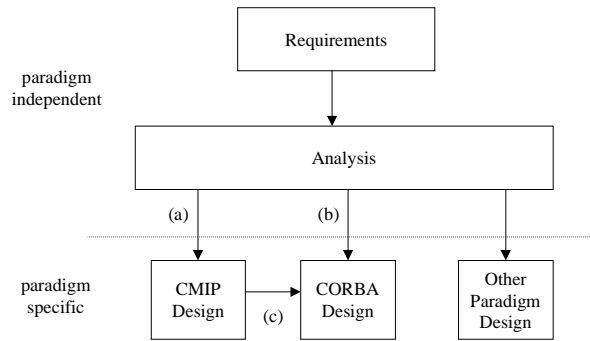 Requirements
paradigm
independent
Analysis
(a)
(b)
paradigm
specific
CMIP
Design
(c)
CORBA
Design
Other
Paradigm
Design